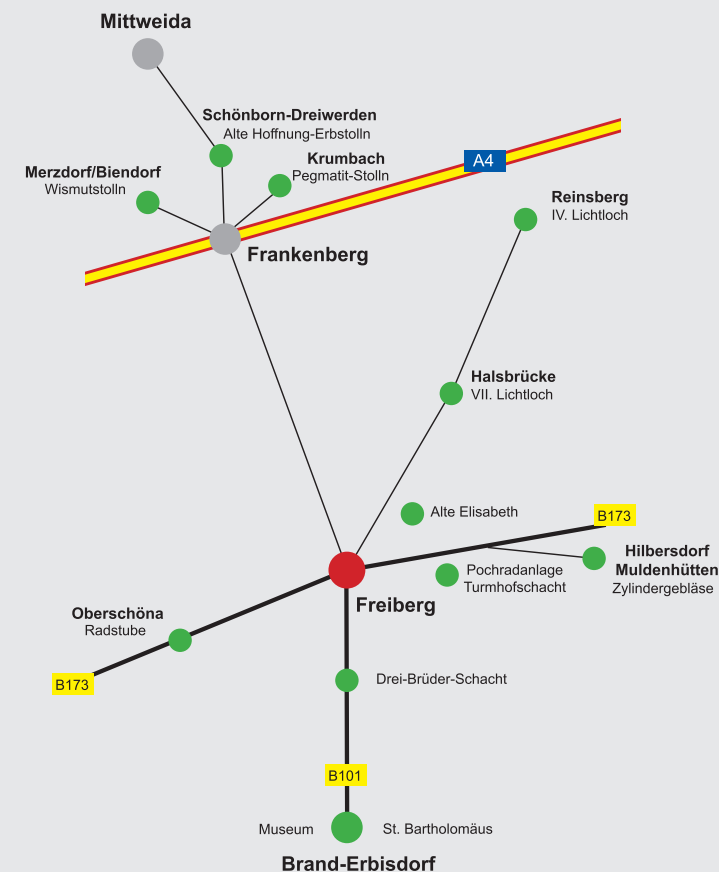 Mittweida
Schönborn-Dreiwerden
Alte Hoffnung-Erbstolln
Krumbach
Pegmatit-Stolln
A4
Merzdorf/Biendorf
Wismutstolln
Reinsberg
IV. Lichtloch
Frankenberg
Halsbrücke
VII. Lichtloch
Alte Elisabeth
B173
Hilbersdorf
Muldenhütten
Zylindergebläse
Pochradanlage
Turmhofschacht
Freiberg
Oberschöna
Radstube
B173
Drei-Brüder-Schacht
B101
Museum
St. Bartholomäus
Brand-Erbisdorf